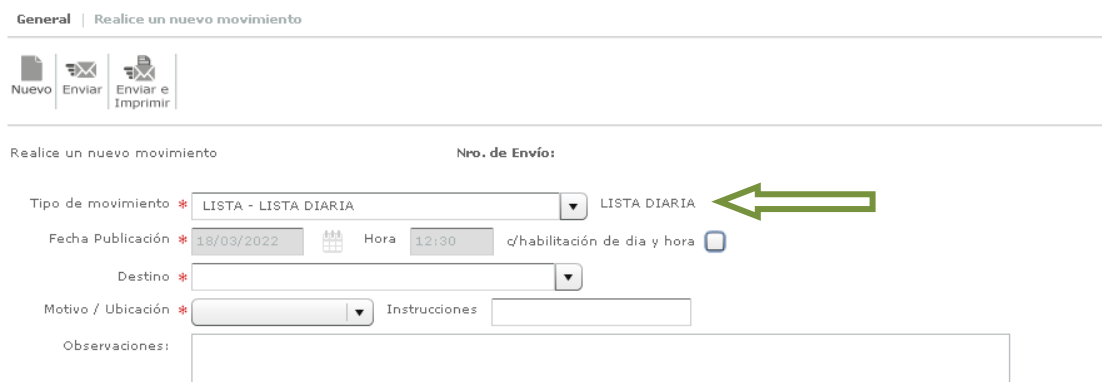 General | Realice un nuevo movimiento
Nuevo Enviar Enviar e
Imprimir
Realice un nuevo movimiento Nro. de Envío:
Tipo de movimiento * LISTA - LISTA DIARIA LISTA DIARIA
Fecha Publicación * 18/03/2022 Hora 12:30 c/habilitación de dia y hora
Destino *
Motivo / Ubicación * Instrucciones
Observaciones: